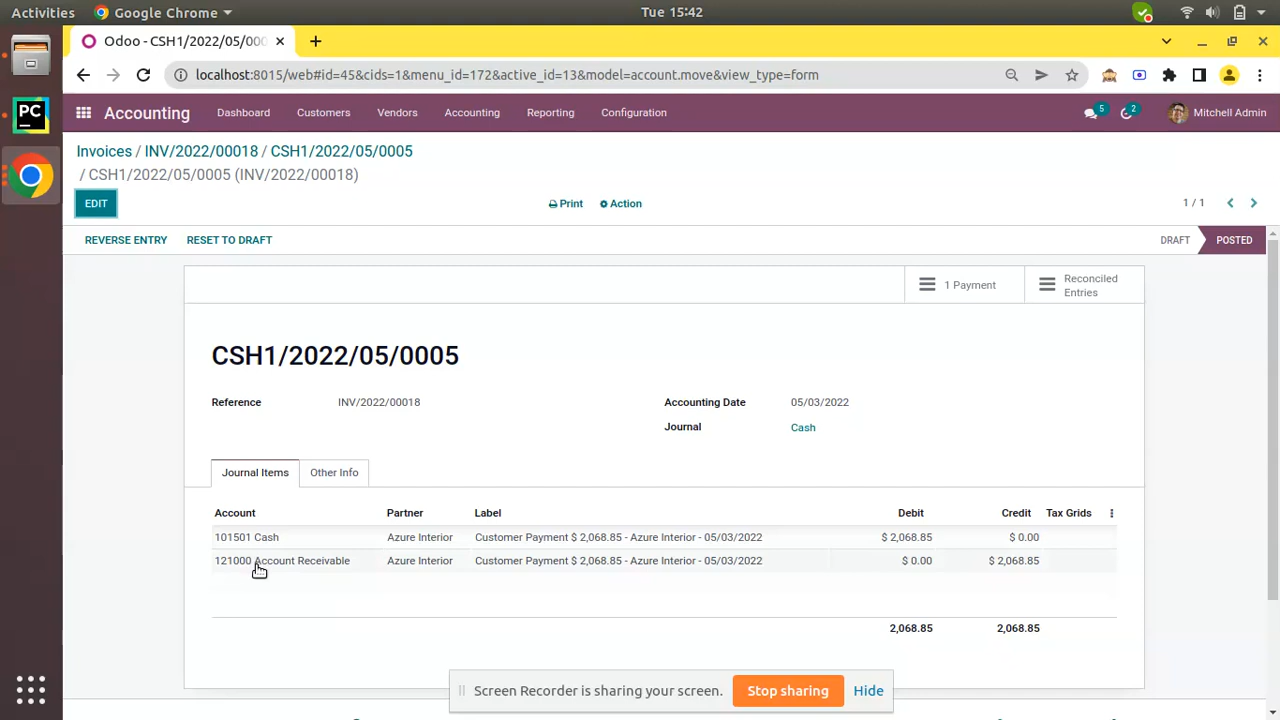 Activities Google Chrome Tue 15:42
Odoo - CSH1/2022/05/000
localhost:8015/web#id=45&cids=1&menu_id=172&active_id=13&model=account.move&view_type=form
Accounting Dashboard Customers Vendors Accounting Reporting Configuration 5 2 Mitchell Admin
Invoices / INV/2022/00018 / CSH1/2022/05/0005
/ CSH1/2022/05/0005 (INV/2022/00018)
EDIT Print Action 1 / 1
REVERSE ENTRY RESET TO DRAFT DRAFT POSTED
1 Payment Reconciled
Entries
CSH1/2022/05/0005
Reference INV/2022/00018 Accounting Date 05/03/2022
Journal Cash
Journal Items Other Info
Account Partner Label Debit Credit Tax Grids
101501 Cash Azure Interior Customer Payment $ 2,068.85 - Azure Interior - 05/03/2022 $ 2,068.85 $ 0.00
121000 Account Receivable Azure Interior Customer Payment $ 2,068.85 - Azure Interior - 05/03/2022 $ 0.00 $ 2,068.85
2,068.85 2,068.85
Screen Recorder is sharing your screen. Stop sharing Hide
PC